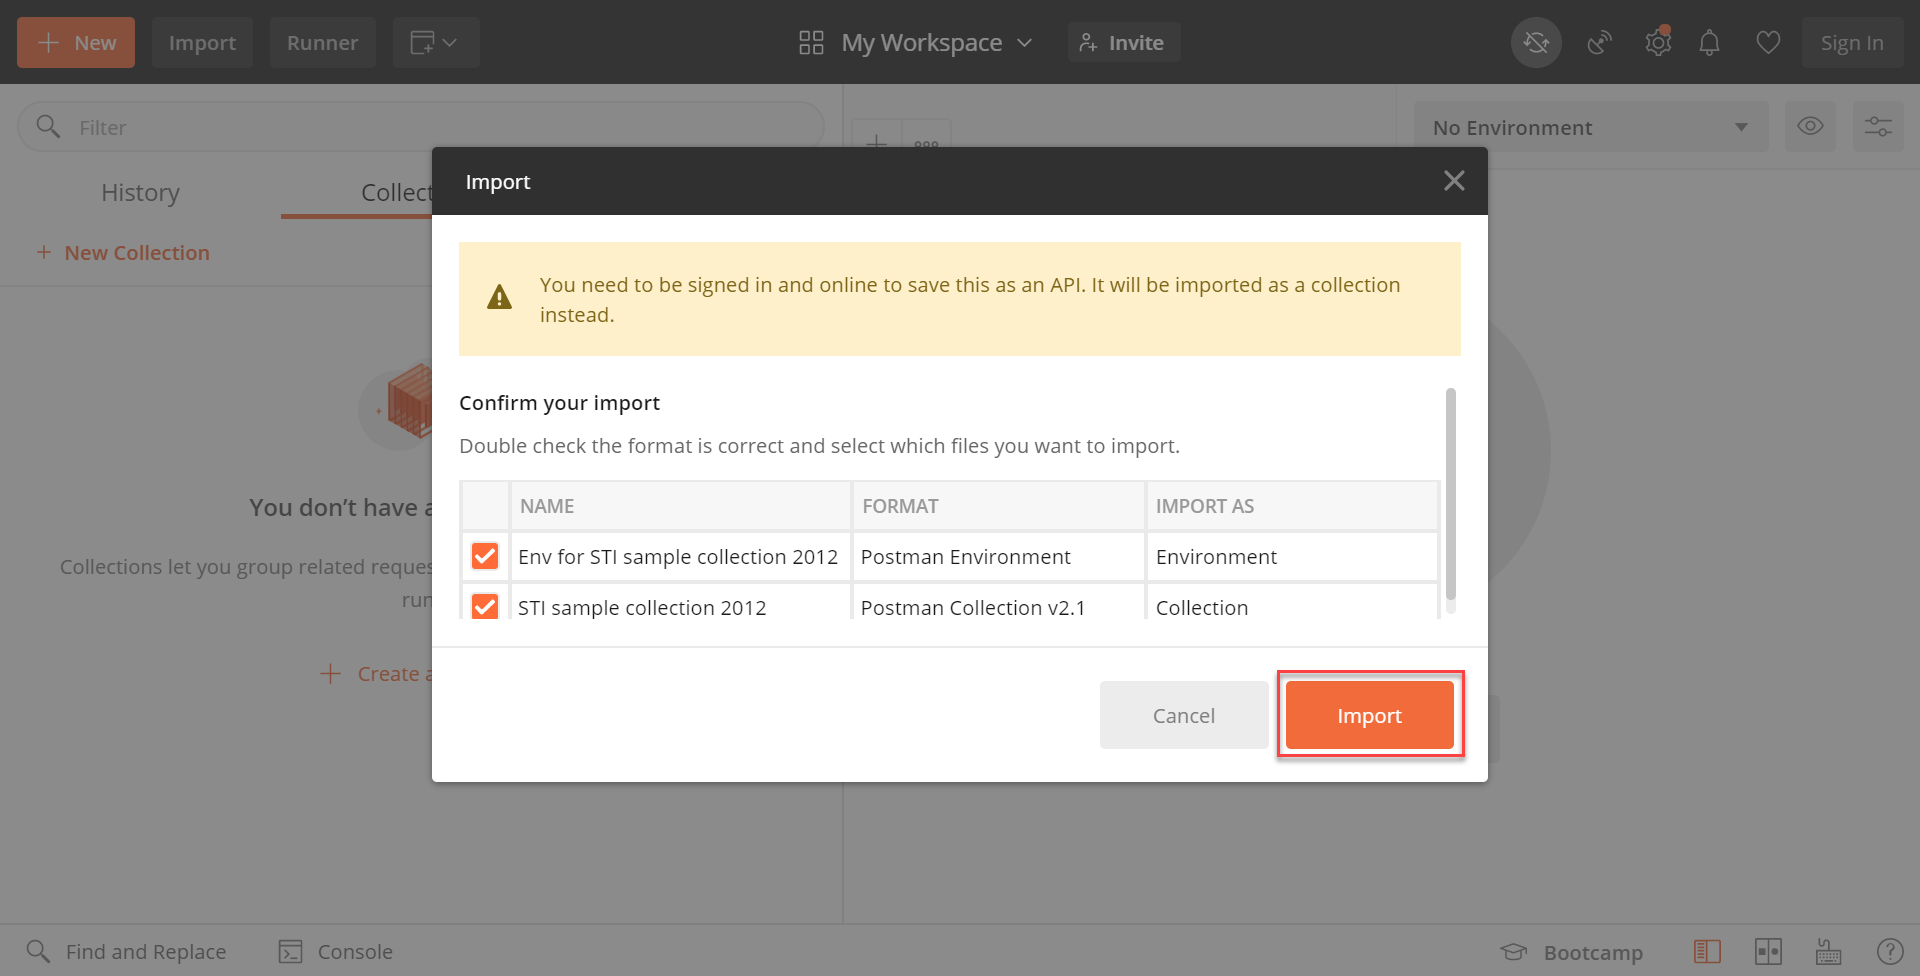 New
Import
Runner
My Workspace
Invite
Sign In
Filter
No Environment
History
Collect
New Collection
You don’t have a
Collections let you group related reques
run
Create a
Import
You need to be signed in and online to save this as an API. It will be imported as a collection
instead.
Confirm your import
Double check the format is correct and select which files you want to import.
NAME FORMAT IMPORT AS
Env for STI sample collection 2012 Postman Environment Environment
STI sample collection 2012 Postman Collection v2.1 Collection
Cancel
Import
Find and Replace
Console
Bootcamp